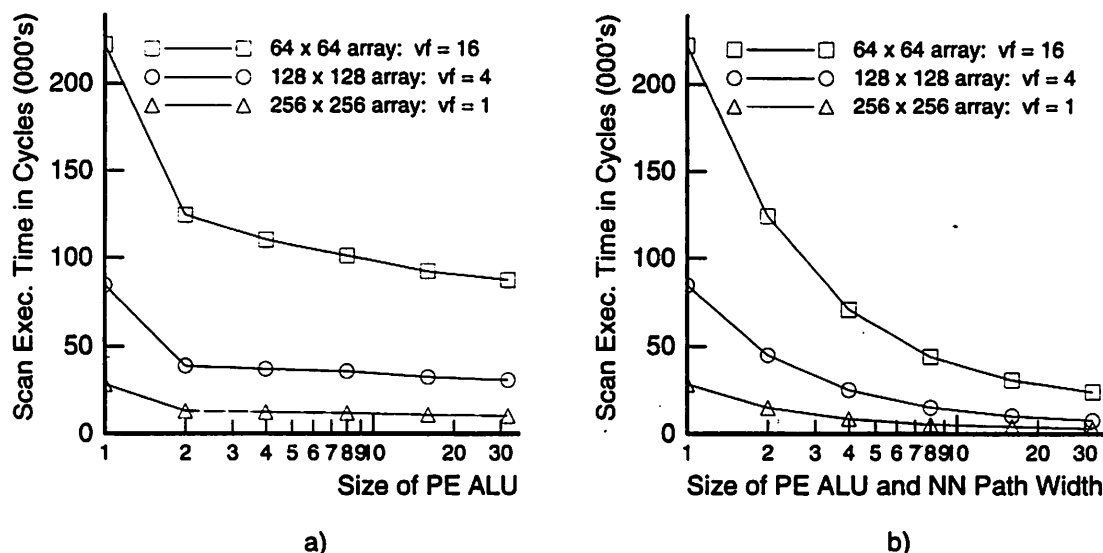 Scan Exec. Time in Cycles (000's)
200
150
100
50
0
64 x 64 array: vf = 16
128 x 128 array: vf = 4
256 x 256 array: vf = 1
1 2 3 4 5 6 7 8 9 10 20 30
Size of PE ALU
a)
Scan Exec. Time in Cycles (000's)
200
150
100
50
0
64 x 64 array: vf = 16
128 x 128 array: vf = 4
256 x 256 array: vf = 1
1 2 3 4 5 6 7 8 9 10 20 30
Size of PE ALU and NN Path Width
b)